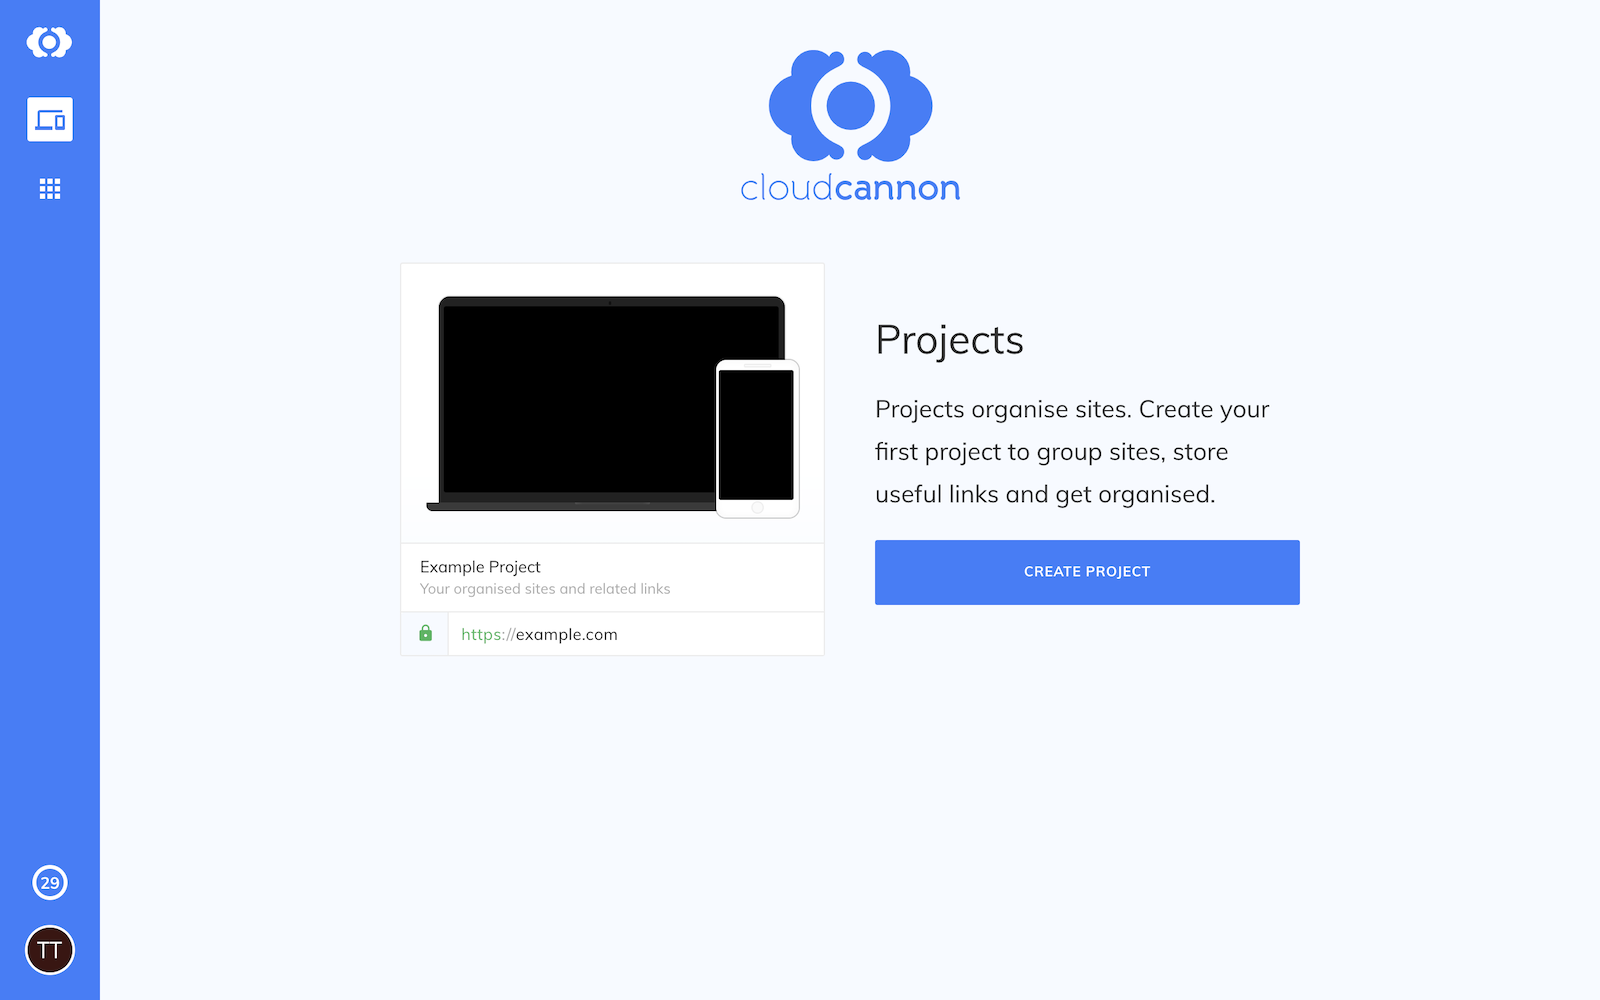 cloudcannon
Projects
Projects organise sites. Create your
first project to group sites, store
useful links and get organised.
CREATE PROJECT
Example Project
Your organised sites and related links
https://example.com
29
TT